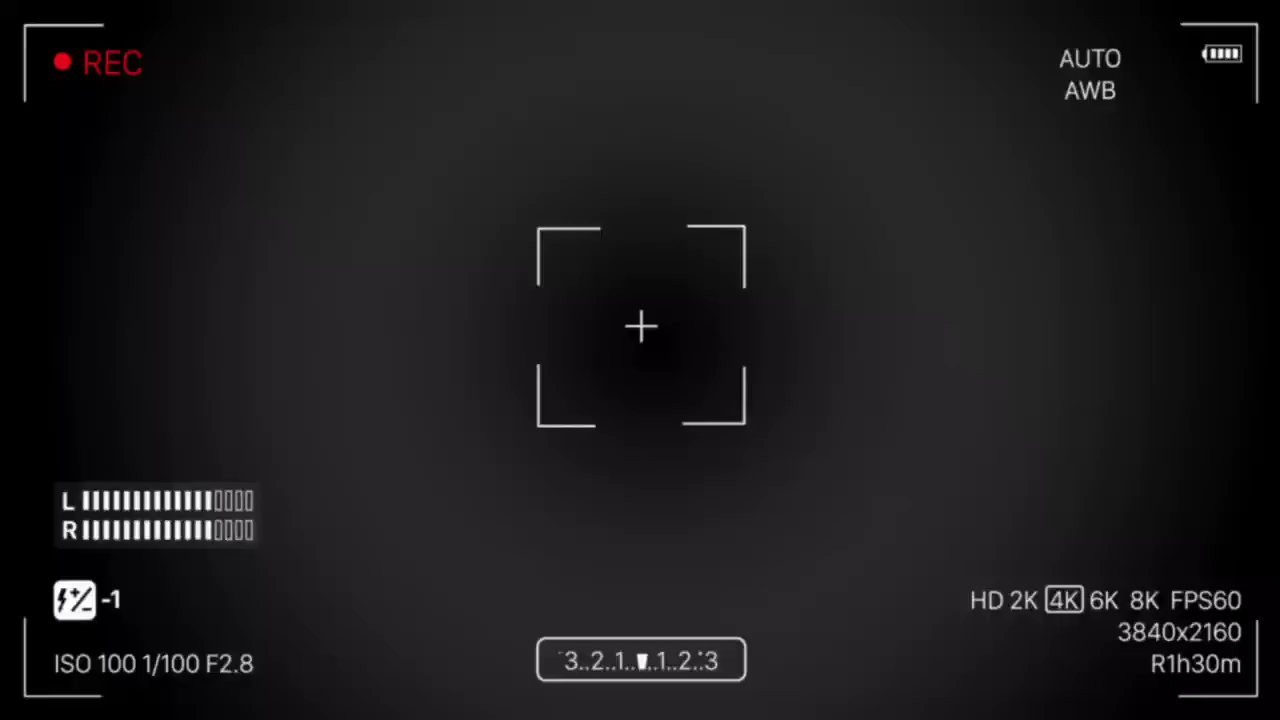 REC
AUTO
AWB
L
R
-1
ISO 100 1/100 F2.8
3..2..1....1..2..3
HD 2K 4K 6K 8K FPS60
3840x2160
R1h30m